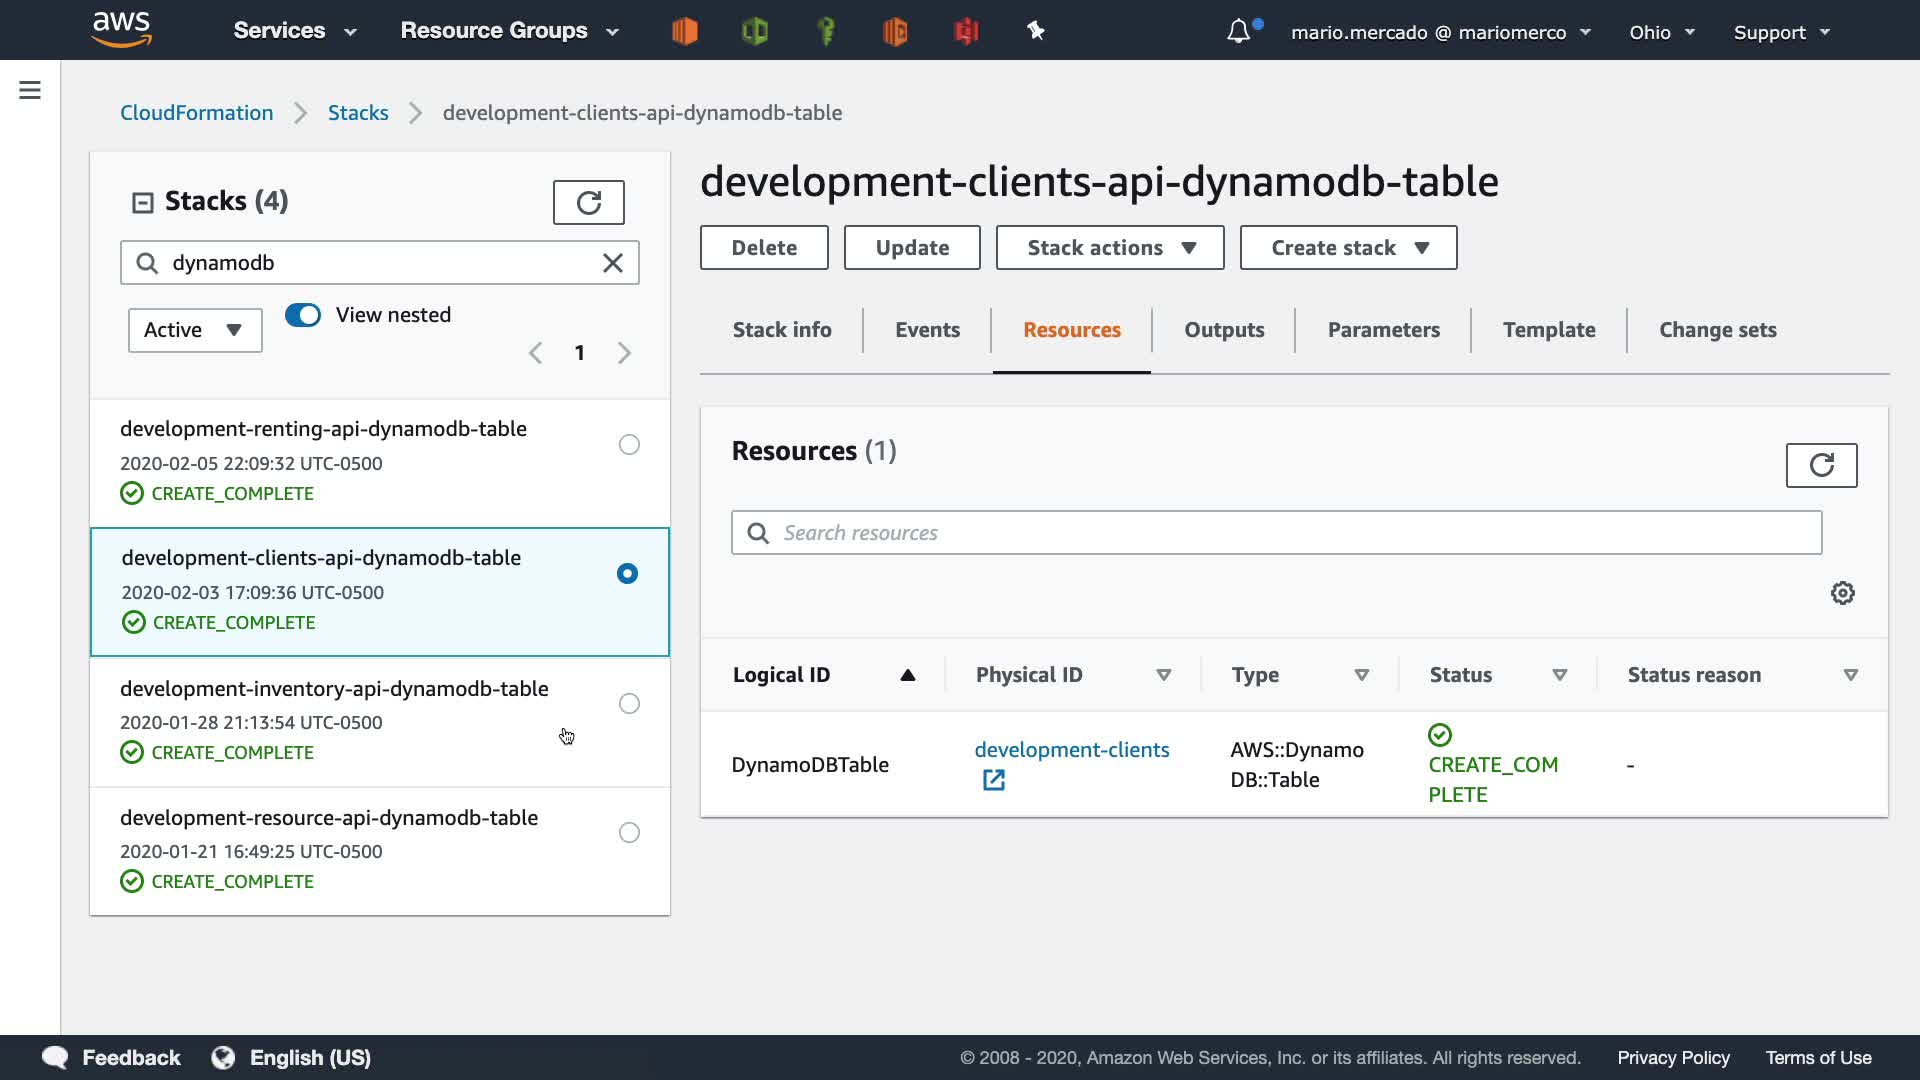 aws
Services
Resource Groups
mario.mercado @ mariomerco
Ohio
Support
CloudFormation
Stacks
development-clients-api-dynamodb-table
Stacks (4)
dynamodb
Active
View nested
1
development-renting-api-dynamodb-table
2020-02-05 22:09:32 UTC-0500
CREATE_COMPLETE
development-clients-api-dynamodb-table
2020-02-03 17:09:36 UTC-0500
CREATE_COMPLETE
development-inventory-api-dynamodb-table
2020-01-28 21:13:54 UTC-0500
CREATE_COMPLETE
development-resource-api-dynamodb-table
2020-01-21 16:49:25 UTC-0500
CREATE_COMPLETE
development-clients-api-dynamodb-table
Delete
Update
Stack actions
Create stack
Stack info
Events
Resources
Outputs
Parameters
Template
Change sets
Resources (1)
Search resources
Logical ID
Physical ID
Type
Status
Status reason
DynamoDBTable
development-clients
AWS::Dynamo
DB::Table
CREATE_COM
PLETE
-
Feedback
English (US)
© 2008 - 2020, Amazon Web Services, Inc. or its affiliates. All rights reserved.
Privacy Policy
Terms of Use